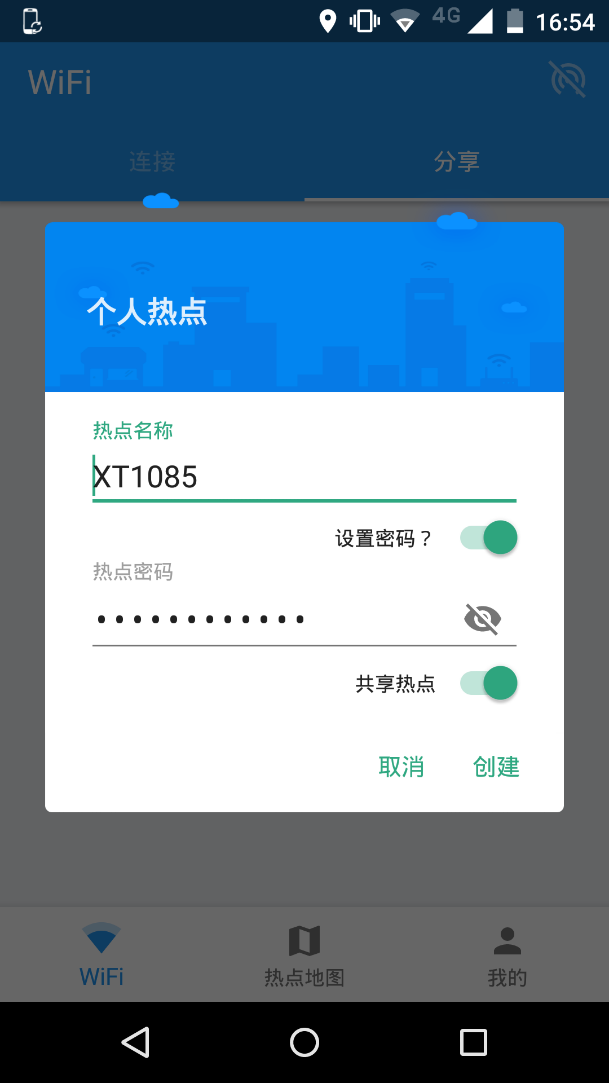 4G 16:54
WiFi
连接 分享
个人热点
热点名称
XT1085
设置密码？
热点密码
••••••••••••
共享热点
取消 创建
WiFi 热点地图 我的